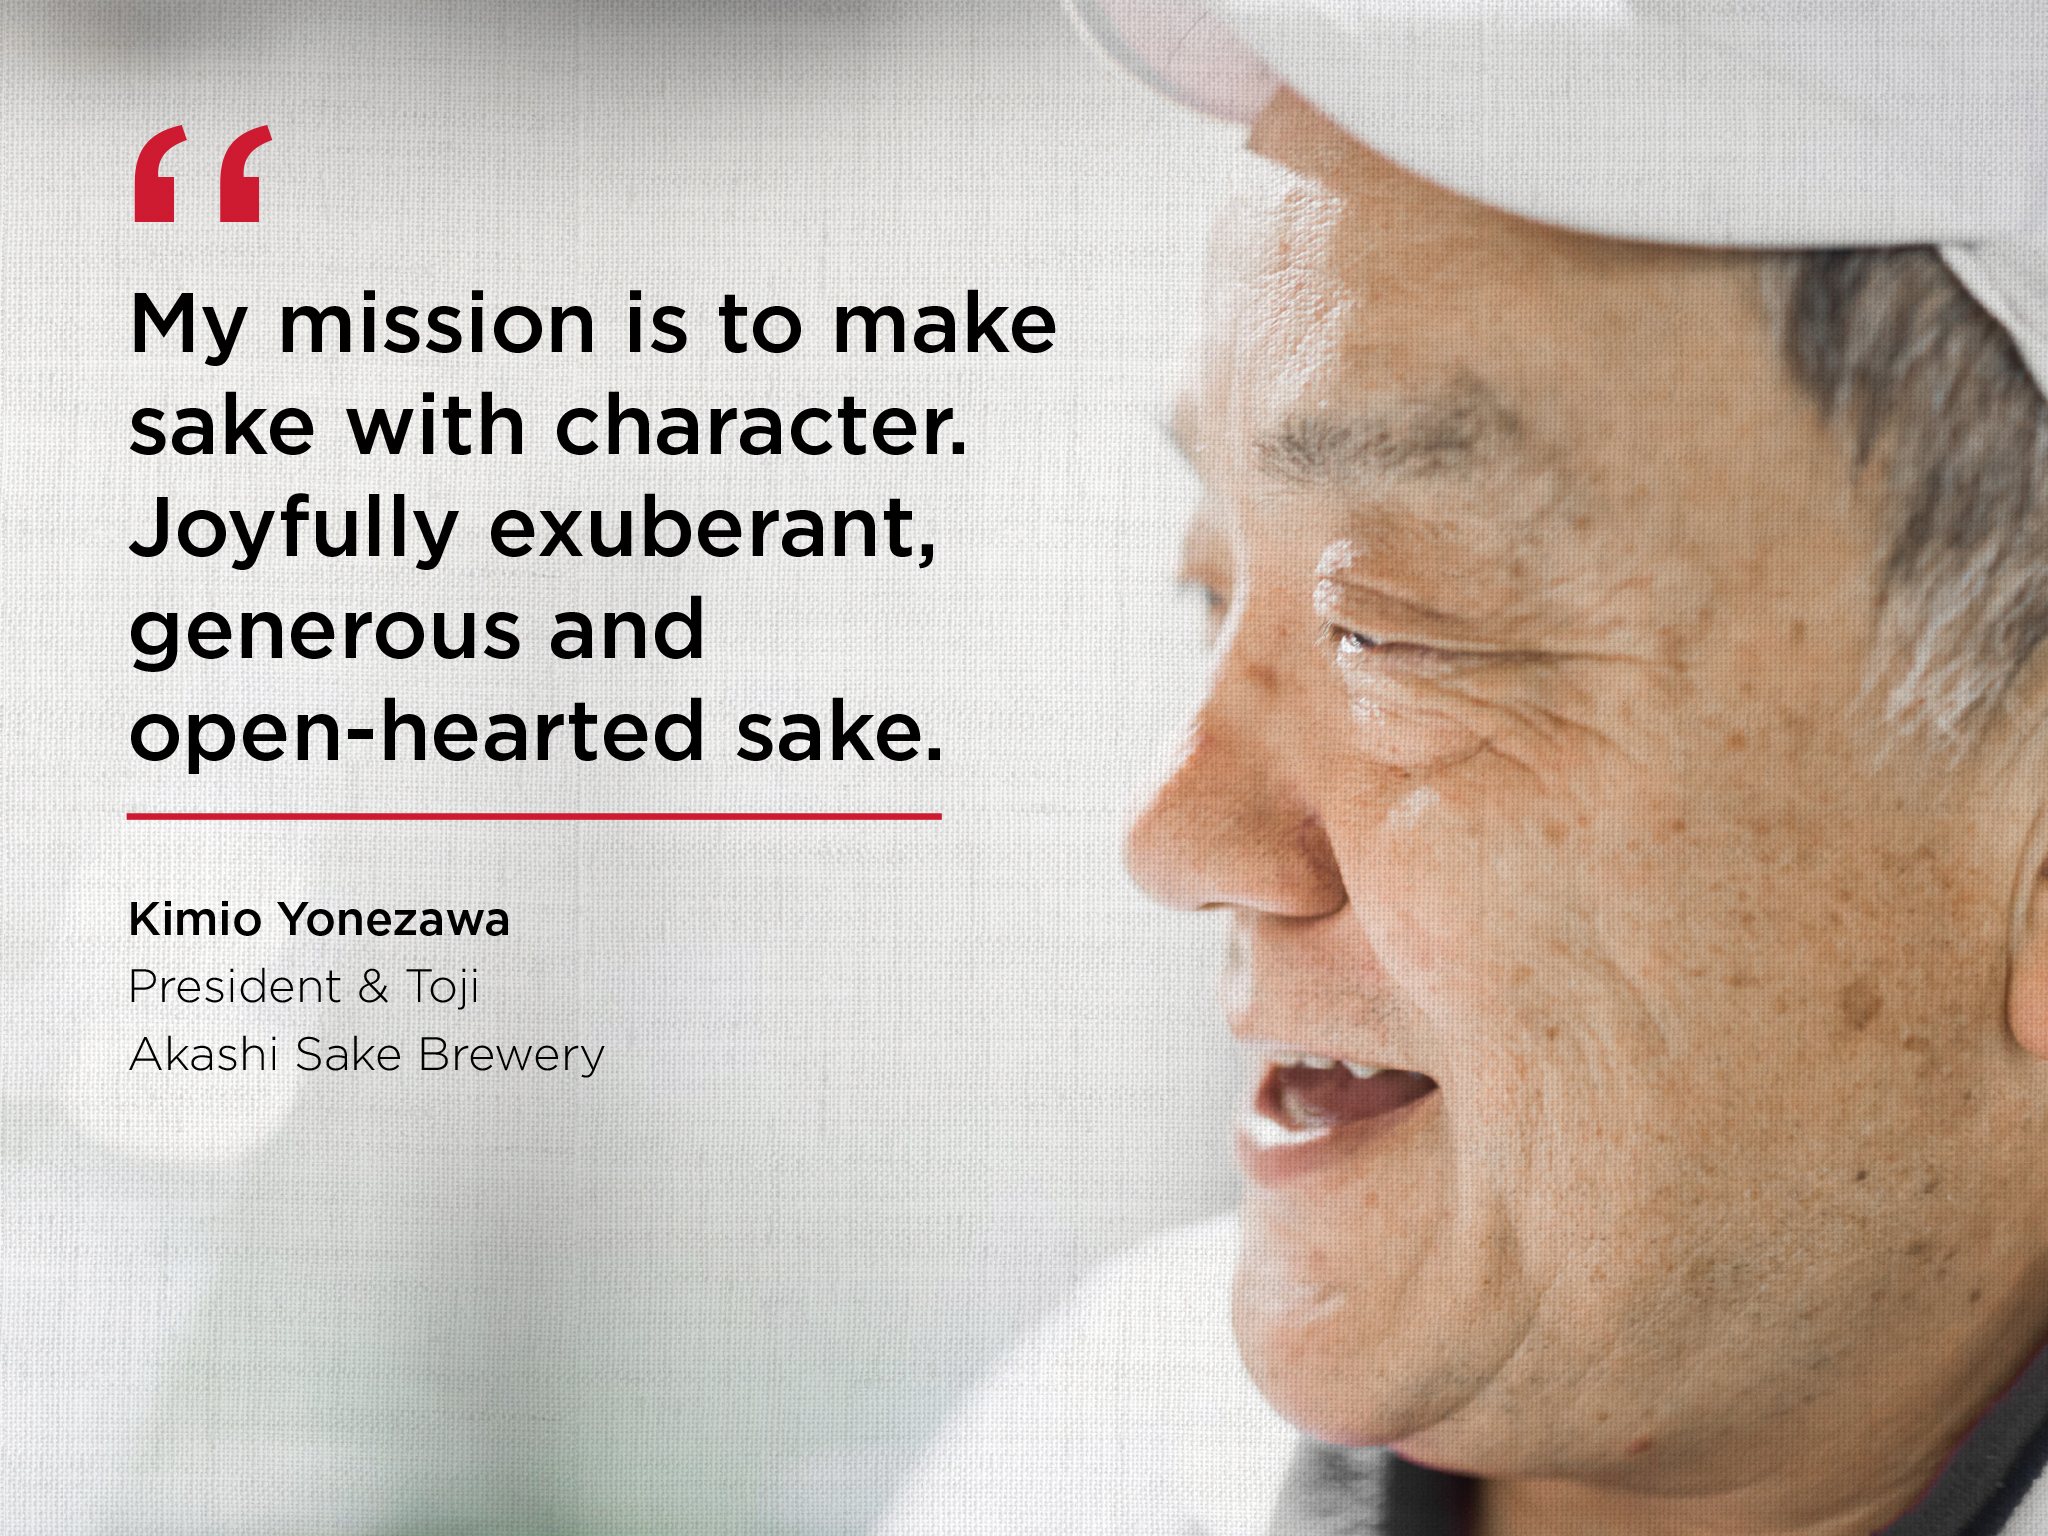 “
My mission is to make
sake with character.
Joyfully exuberant,
generous and
open-hearted sake.
Kimio Yonezawa
President & Toji
Akashi Sake Brewery